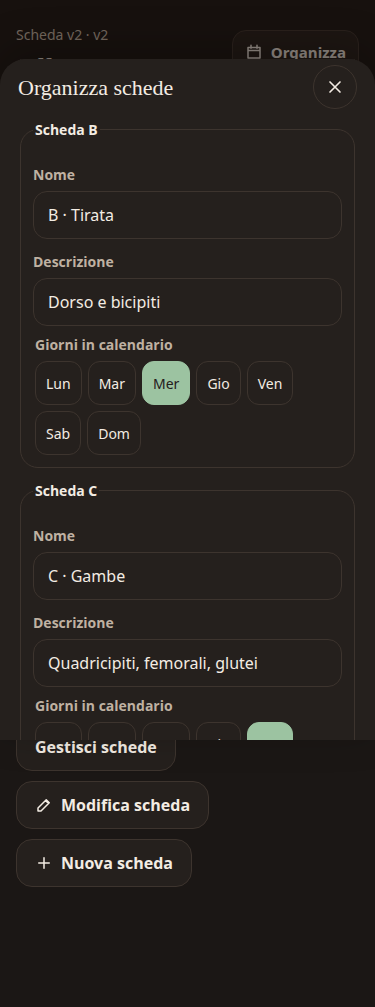 Scheda v2 · v2
Organizza
Organizza schede
Scheda B
Nome
B · Tirata
Descrizione
Dorso e bicipiti
Giorni in calendario
Lun Mar Mer Gio Ven
Sab Dom
Scheda C
Nome
C · Gambe
Descrizione
Quadricipiti, femorali, glutei
Giorni in calendario
Gestisci schede
Modifica scheda
Nuova scheda